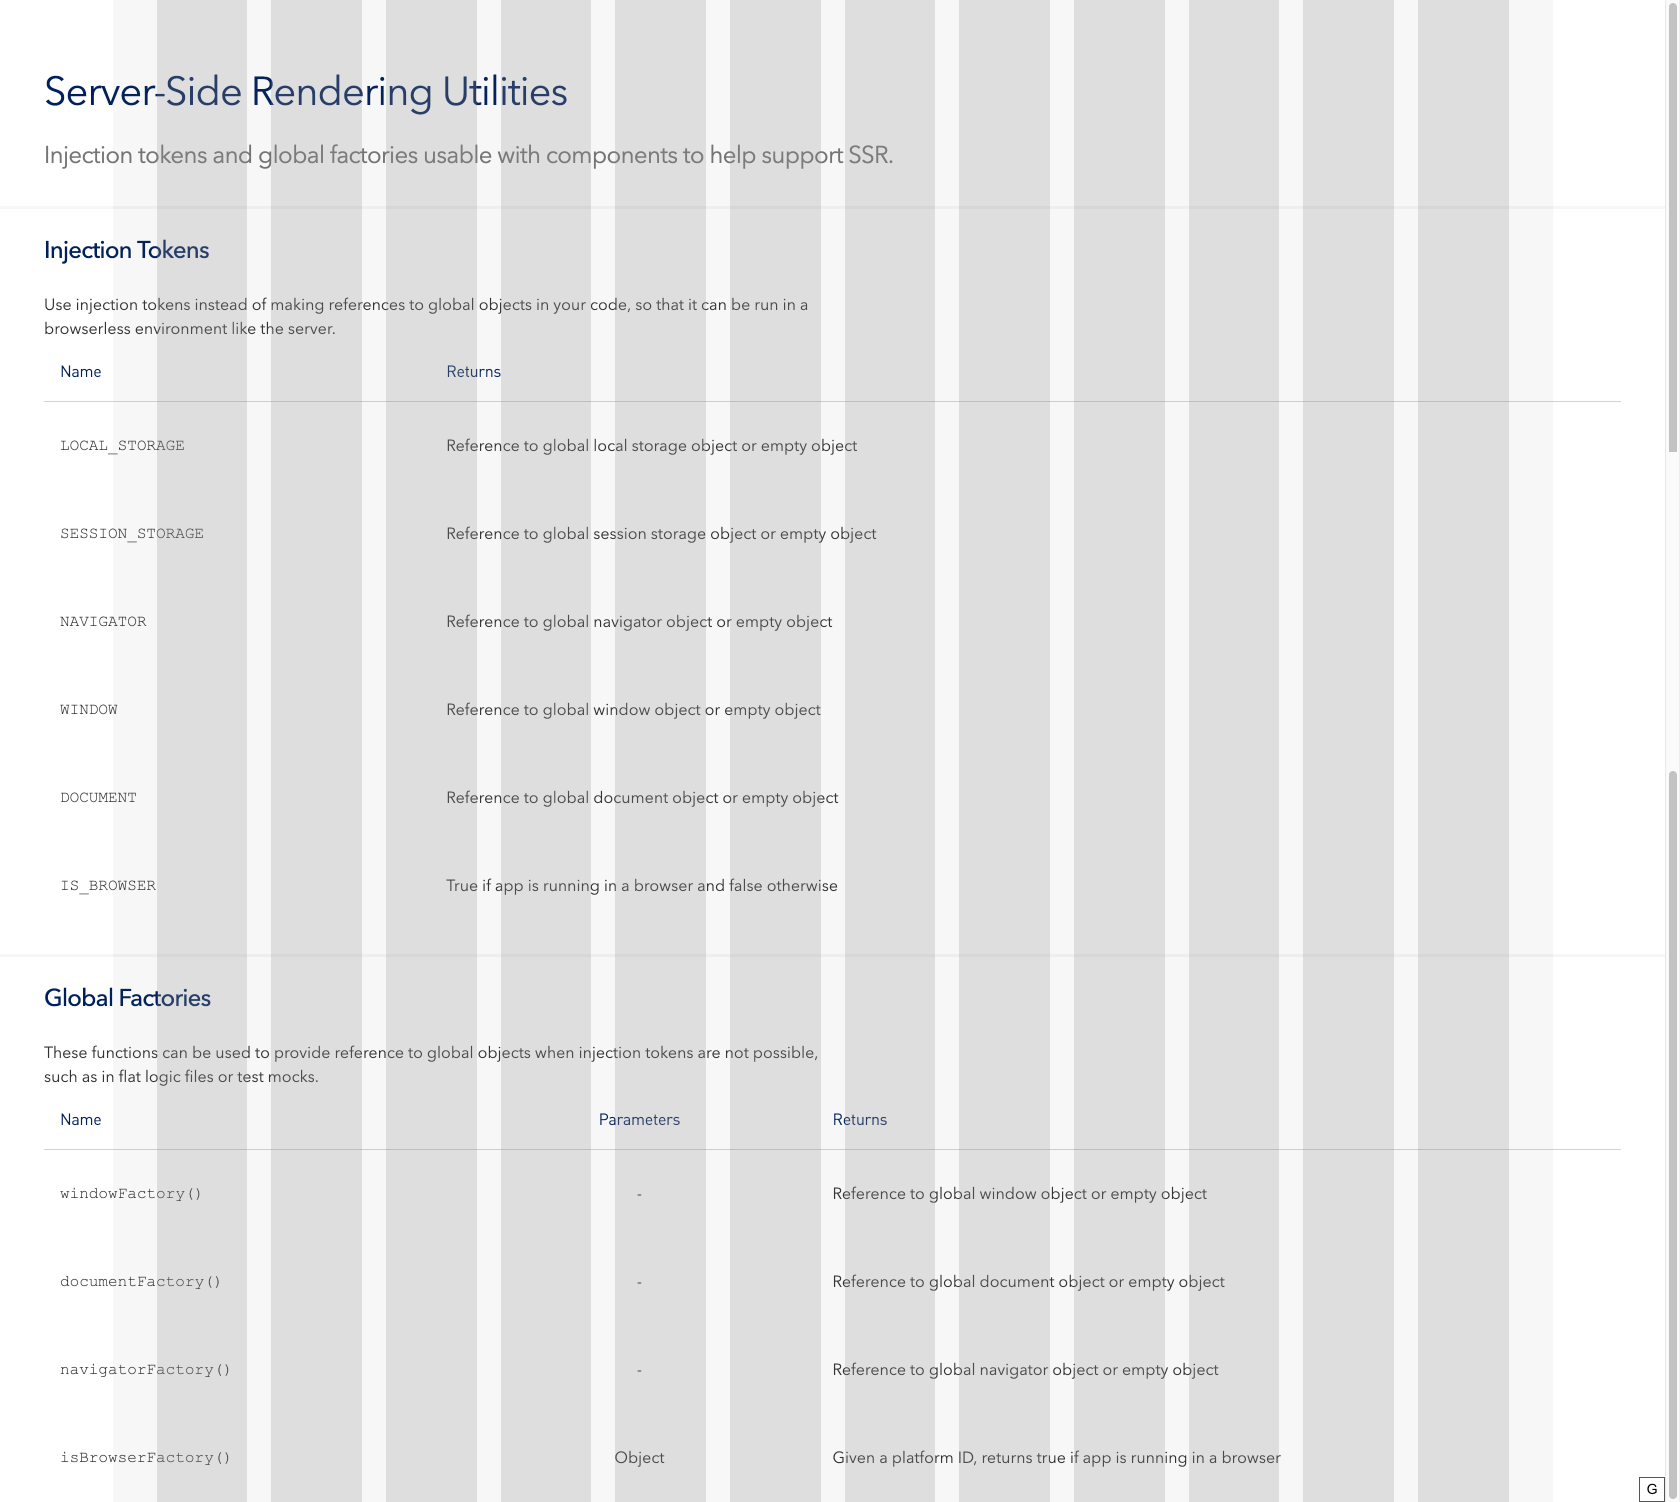 Server-Side Rendering Utilities
Injection tokens and global factories usable with components to help support SSR.
Injection Tokens
Use injection tokens instead of making references to global objects in your code, so that it can be run in a
browserless environment like the server.
Name Returns
LOCAL_STORAGE Reference to global local storage object or empty object
SESSION_STORAGE Reference to global session storage object or empty object
NAVIGATOR Reference to global navigator object or empty object
WINDOW Reference to global window object or empty object
DOCUMENT Reference to global document object or empty object
IS_BROWSER True if app is running in a browser and false otherwise
Global Factories
These functions can be used to provide reference to global objects when injection tokens are not possible,
such as in flat logic files or test mocks.
Name Parameters Returns
windowFactory() - Reference to global window object or empty object
documentFactory() - Reference to global document object or empty object
navigatorFactory() - Reference to global navigator object or empty object
isBrowserFactory() Object Given a platform ID, returns true if app is running in a browser
G